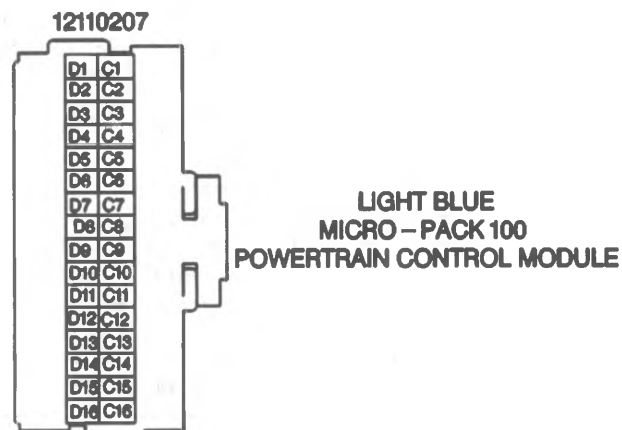 12110207
D1 C1
D2 C2
D3 C3
D4 C4
D5 C5
D6 C6
D7 C7
D8 C8
D9 C9
D10 C10
D11 C11
D12 C12
D13 C13
D14 C14
D15 C15
D16 C16
LIGHT BLUE
MICRO – PACK 100
POWERTRAIN CONTROL MODULE